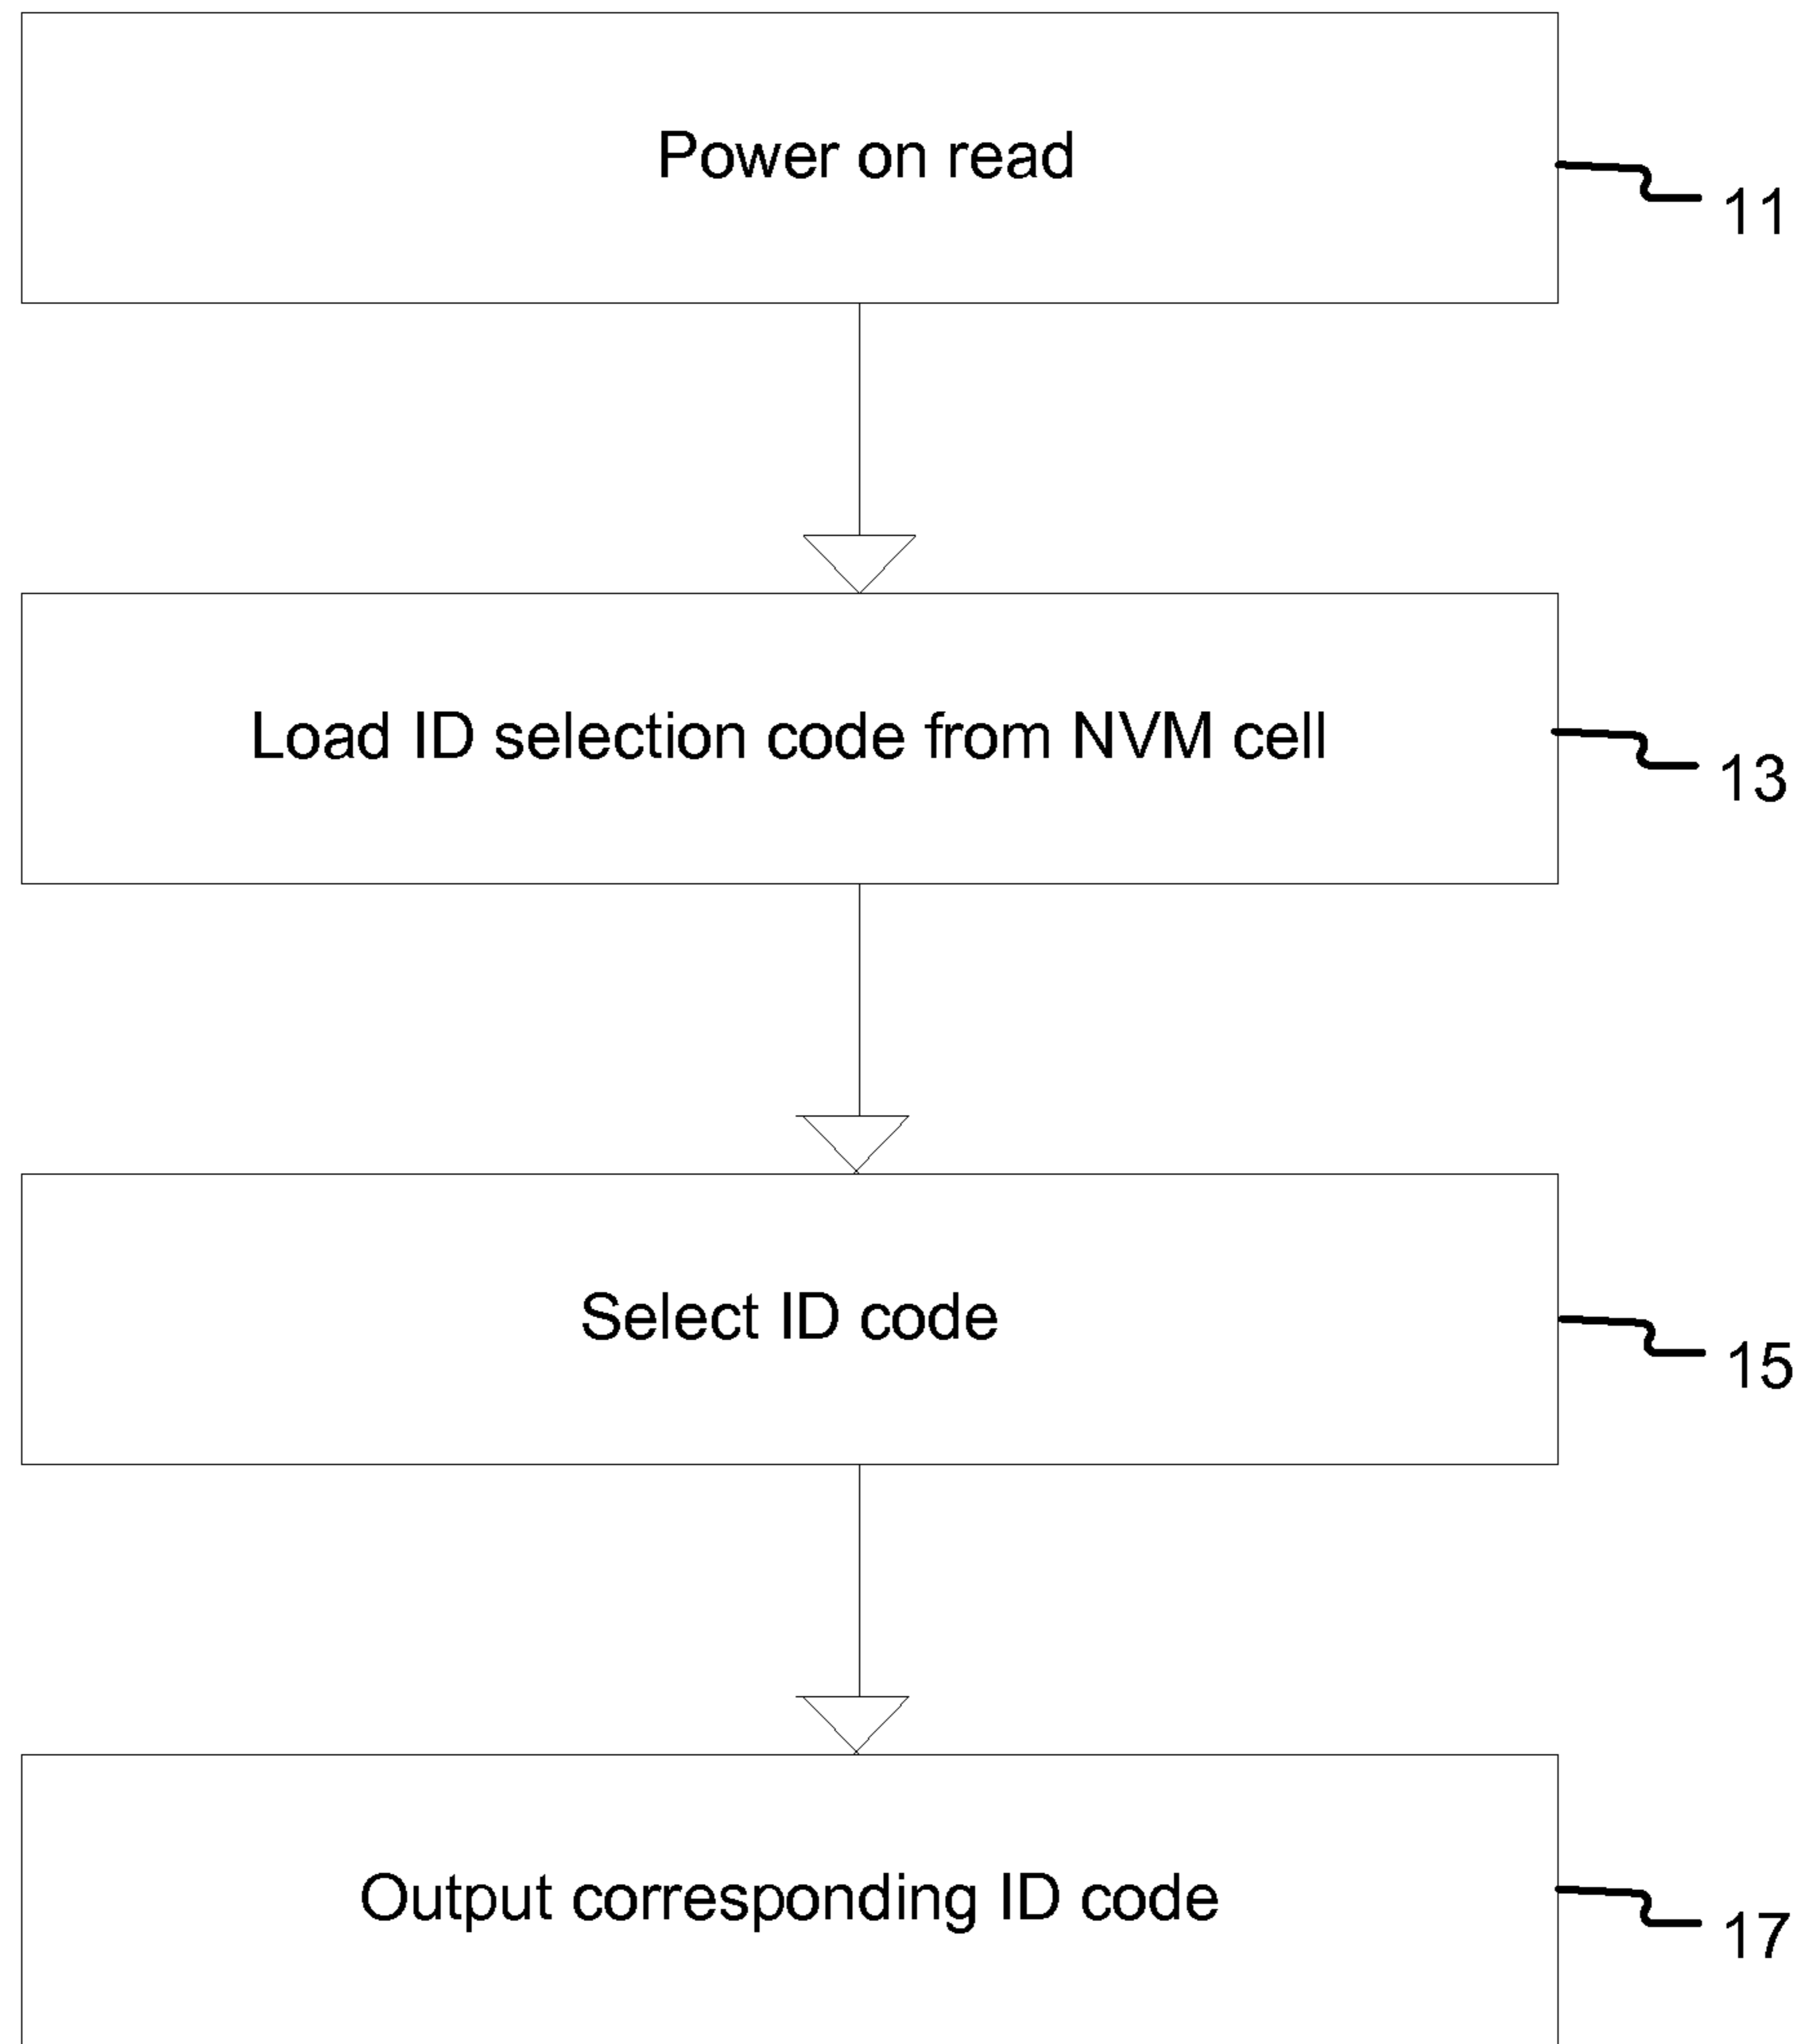 Power on read
11
Load ID selection code from NVM cell
13
Select ID code
15
Output corresponding ID code
17